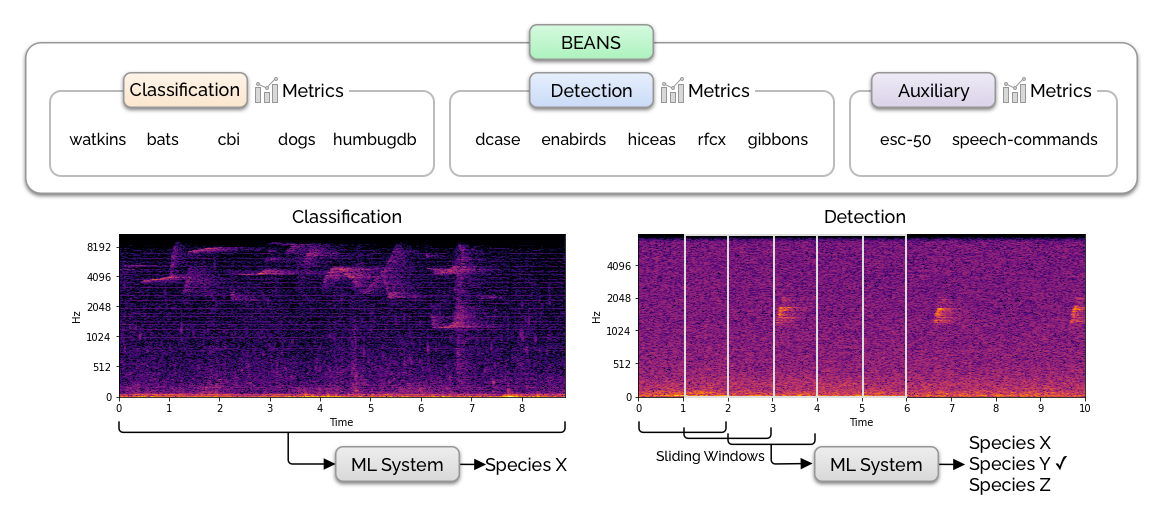 BEANS
Classification Metrics
Detection Metrics
Auxiliary Metrics
watkins bats cbi dogs humbugdb
dcase enabirds hiceas rfcx gibbons
esc-50 speech-commands
Classification
8192
4096
2048
1024
512
0
Hz
0 1 2 3 4 5 6 7 8
Time
ML System
Species X
Detection
4096
2048
1024
512
0
Hz
0 1 2 3 4 5 6 7 8 9 10
Time
Sliding Windows
ML System
Species X
Species Y ✓
Species Z